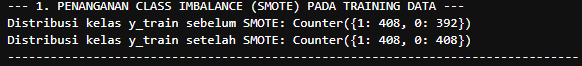 --- 1. PENANGANAN CLASS IMBALANCE (SMOTE) PADA TRAINING DATA ---
Distribusi kelas y_train sebelum SMOTE: Counter({1: 408, 0: 392})
Distribusi kelas y_train setelah SMOTE: Counter({1: 408, 0: 408})
--------------------------------------------------------------------------------